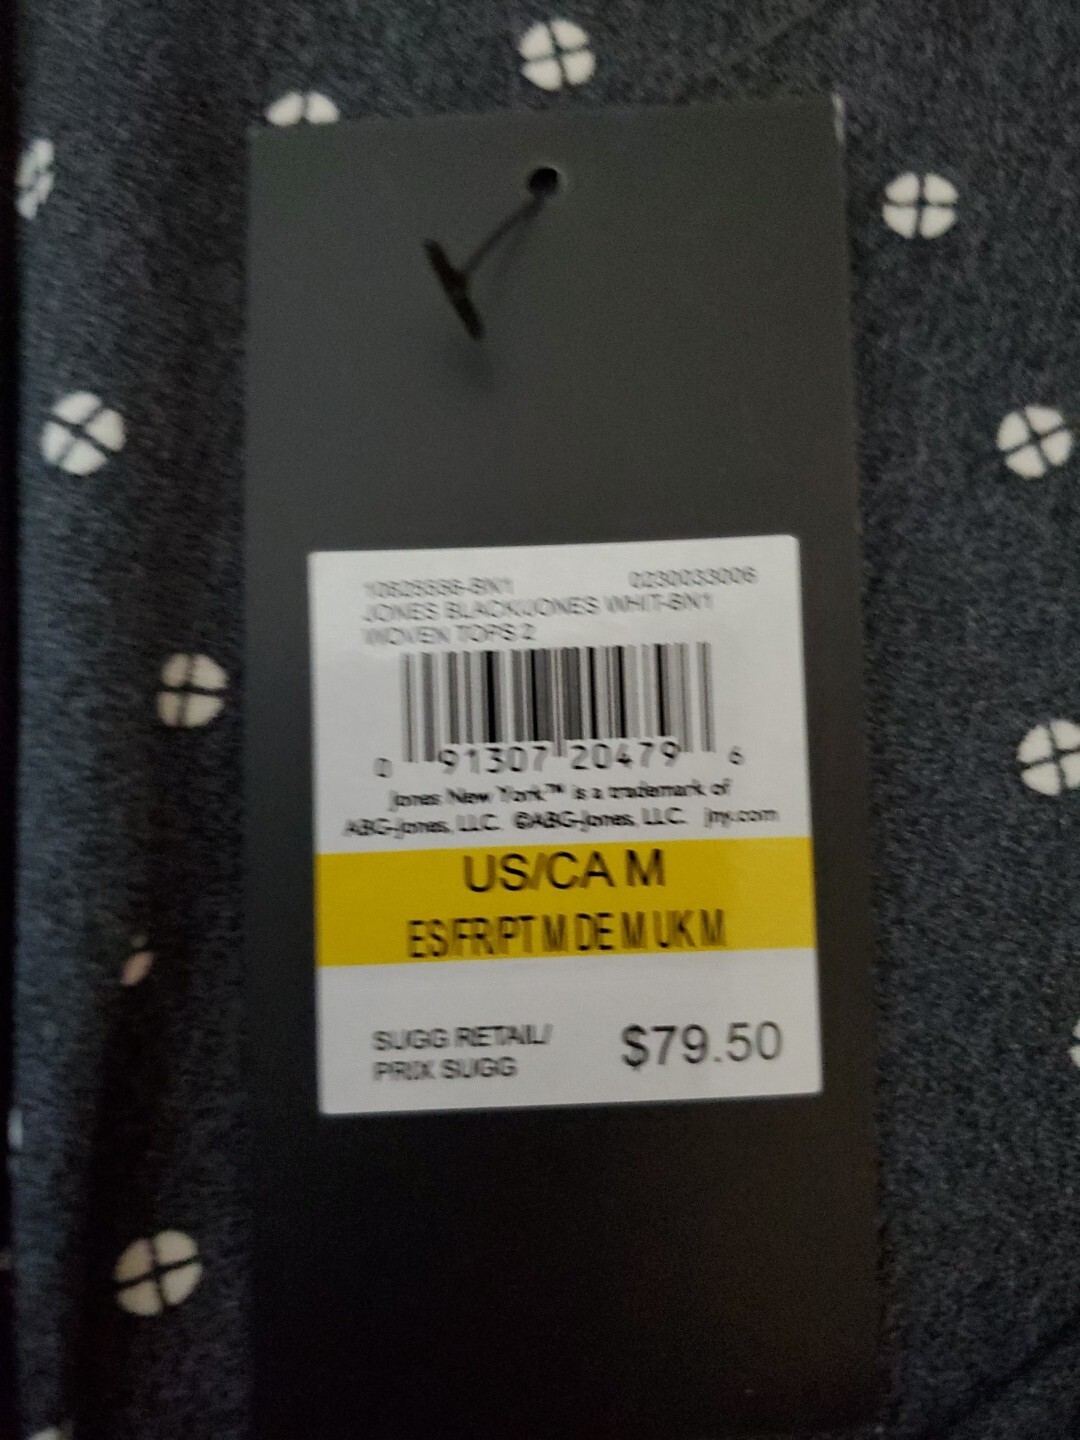 0230033006
JONES BLACK/JONES WHIT-BN1
WOVEN TOPS 2
0 91307 20479 6
Jones New York™ is a trademark of
ABG-Jones, LLC. ©ABG-Jones, LLC. jny.com
US/CA M
ES/FR/PT M DE M UK M
SUGG RETAIL/ $79.50
PRIX SUGG